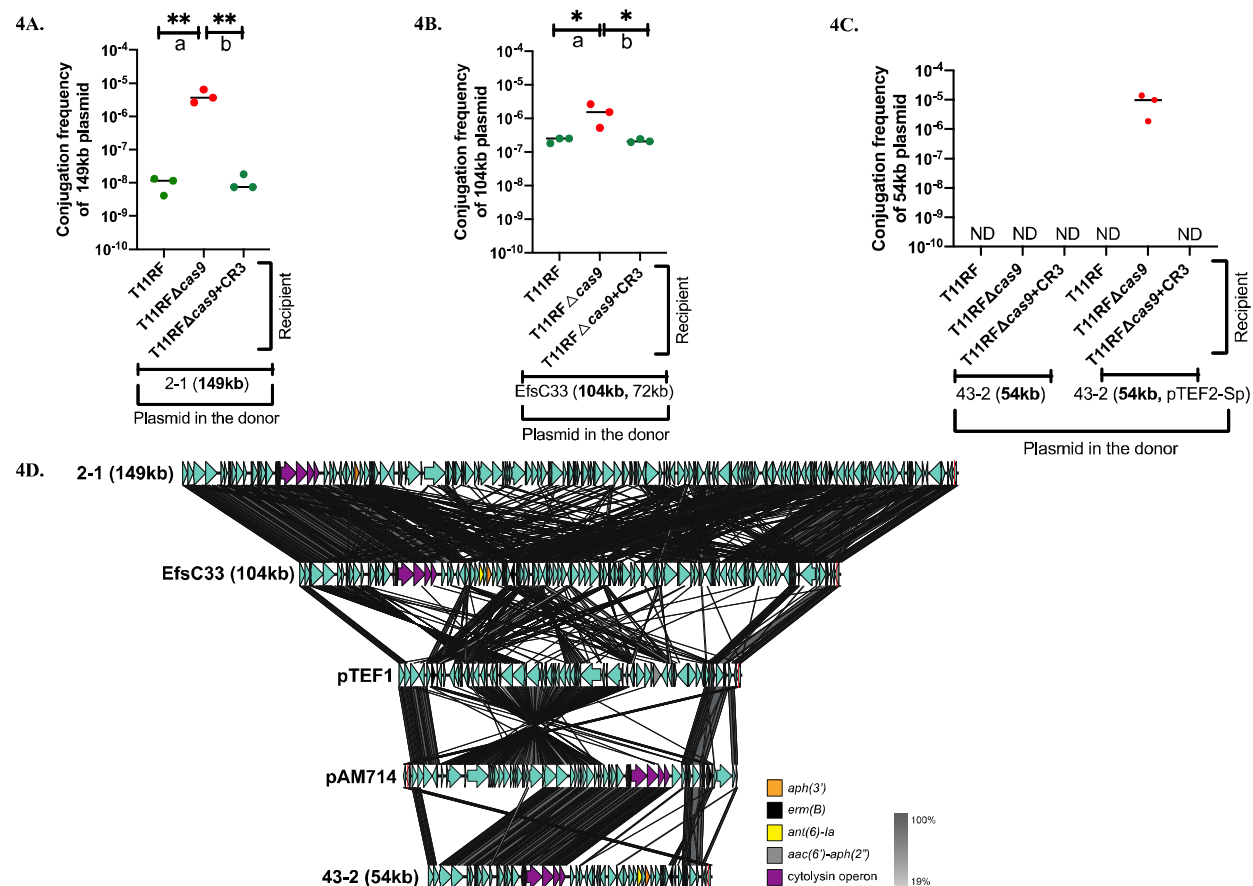 4A.
** **
a b
Conjugation frequency
of 149kb plasmid
10-4
10-5
10-6
10-7
10-8
10-9
10-10
T11RF
T11RFΔcas9
T11RFΔcas9+CR3
Recipient
2-1 (149kb)
Plasmid in the donor
4B.
* *
a b
Conjugation frequency
of 104kb plasmid
10-4
10-5
10-6
10-7
10-8
10-9
10-10
T11RF
T11RF△cas9
T11RF△cas9+CR3
Recipient
EfsC33 (104kb, 72kb)
Plasmid in the donor
4C.
Conjugation frequency
of 54kb plasmid
10-4
10-5
10-6
10-7
10-8
10-9
10-10
ND ND ND ND ND
T11RF
T11RFΔcas9
T11RFΔcas9+CR3
T11RF
T11RFΔcas9
T11RFΔcas9+CR3
Recipient
43-2 (54kb)
43-2 (54kb, pTEF2-Sp)
Plasmid in the donor
4D.
2-1 (149kb)
EfsC33 (104kb)
pTEF1
pAM714
43-2 (54kb)
aph(3')
erm(B)
ant(6)-Ia
aac(6')-aph(2")
cytolysin operon
100%
19%